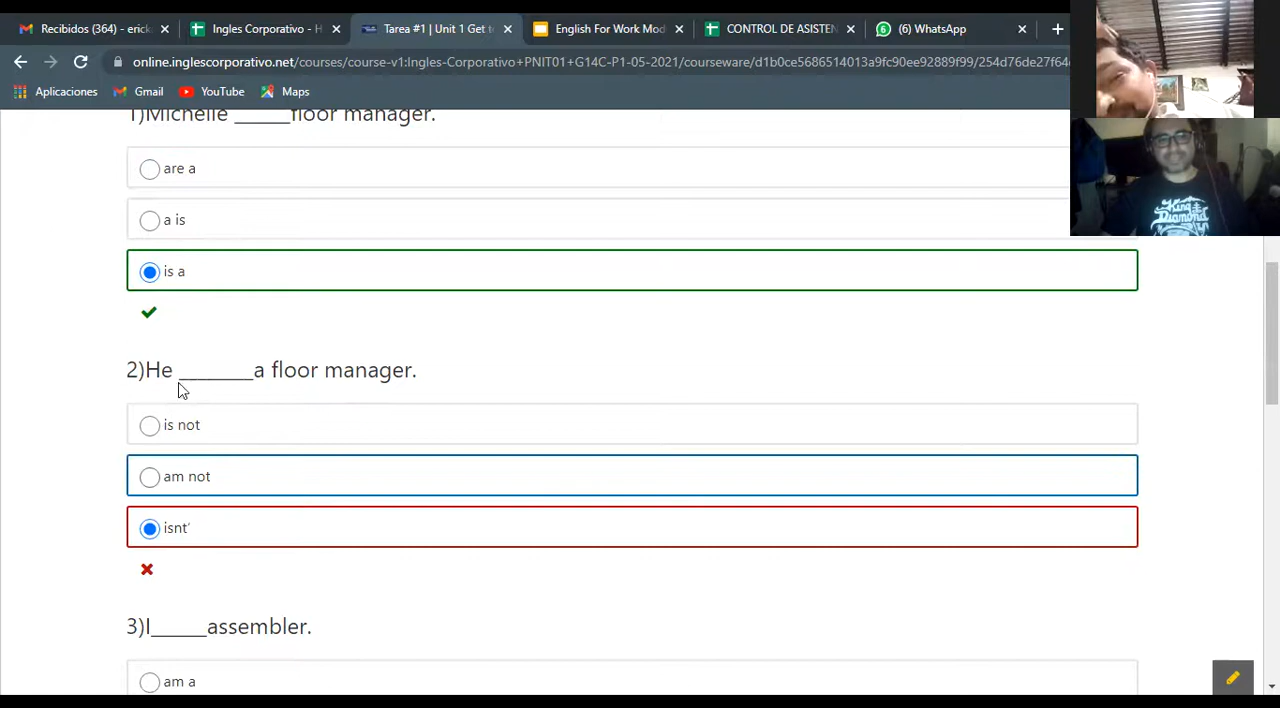 Recibidos (364) - erick
Ingles Corporativo - H
Tarea #1 | Unit 1 Get t
English For Work Mod
CONTROL DE ASISTEN
(6) WhatsApp
online.inglescorporativo.net/courses/course-v1:Ingles-Corporativo+PNIT01+G14C-P1-05-2021/courseware/d1b0ce5686514013a9fc90ee92889f99/254d76de27f64
Aplicaciones
Gmail
YouTube
Maps
1)Michelle ______floor manager.
are a
a is
is a
2)He ________a floor manager.
is not
am not
isnt'
3)I______assembler.
am a
King
Diamond